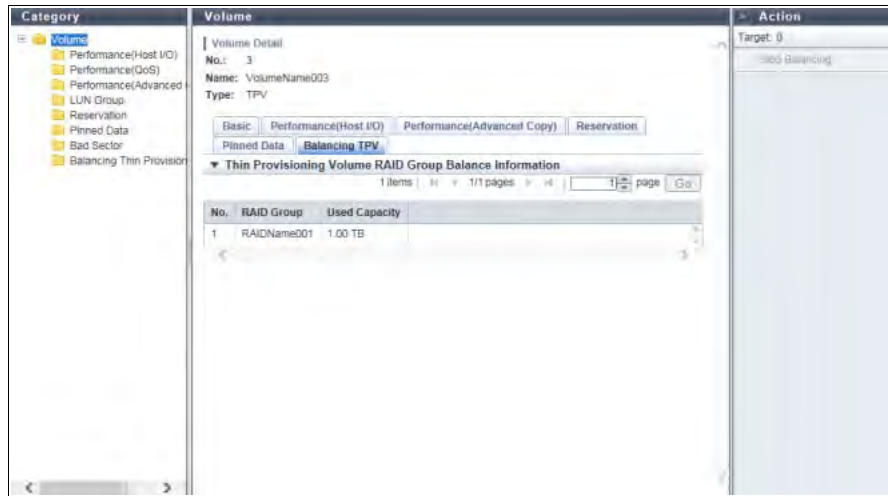 Category
Volume
Performance(Host I/O)
Performance(QoS)
Performance(Advanced
LUN Group
Reservation
Pinned Data
Bad Sector
Balancing Thin Provision
Volume
Volume Detail
No.: 3
Name: VolumeName003
Type: TPV
Basic Performance(Host I/O) Performance(Advanced Copy) Reservation
Pinned Data Balancing TPV
Thin Provisioning Volume RAID Group Balance Information
1 items 1/1 pages 1 page Go
No. RAID Group Used Capacity
1 RAIDName001 1.00 TB
Action
Target: 0
Stop Balancing